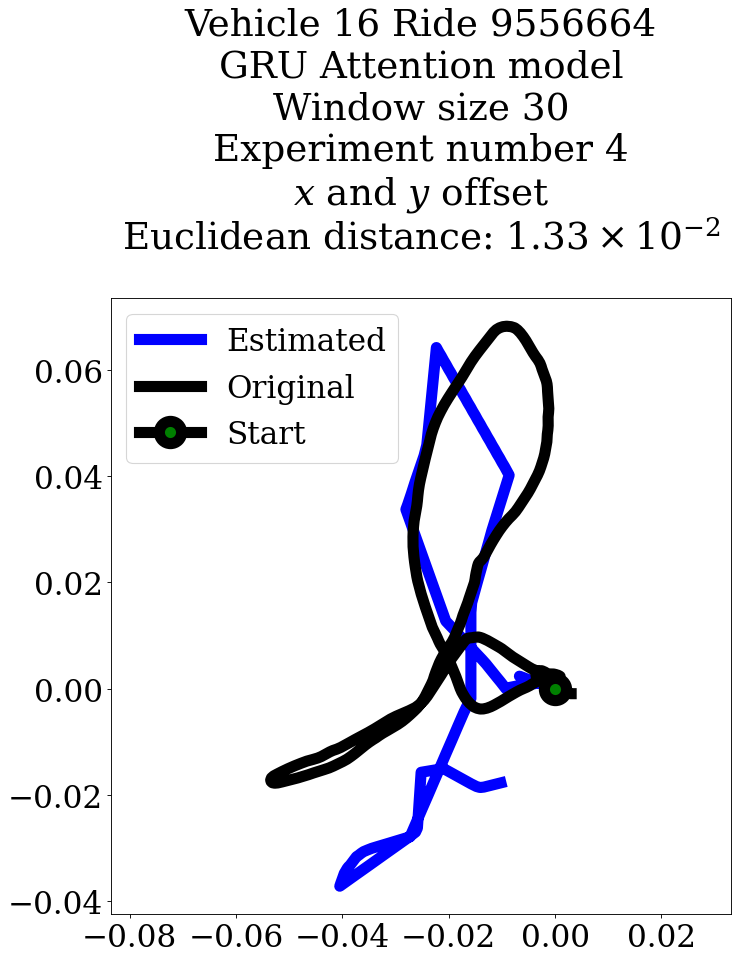 Vehicle 16 Ride 9556664
GRU Attention model
Window size 30
Experiment number 4
x and y offset
Euclidean distance: 1.33 × 10⁻²
Estimated
Original
Start
0.06
0.04
0.02
0.00
−0.02
−0.04
−0.08 −0.06 −0.04 −0.02 0.00 0.02